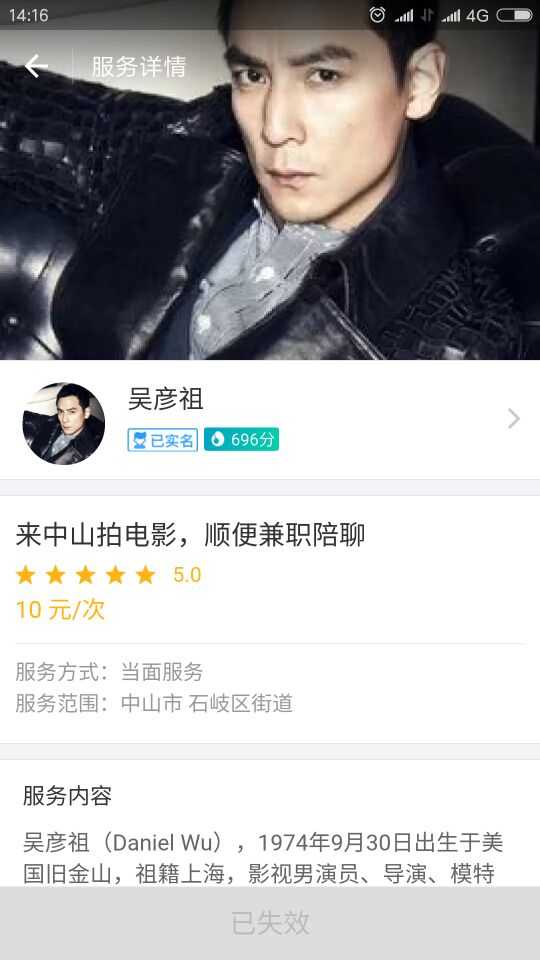 14:16
4G
服务详情
吴彦祖
已实名 696分
来中山拍电影，顺便兼职陪聊
5.0
10 元/次
服务方式：当面服务
服务范围：中山市 石岐区街道
服务内容
吴彦祖（Daniel Wu），1974年9月30日出生于美
国旧金山，祖籍上海，影视男演员、导演、模特
已失效